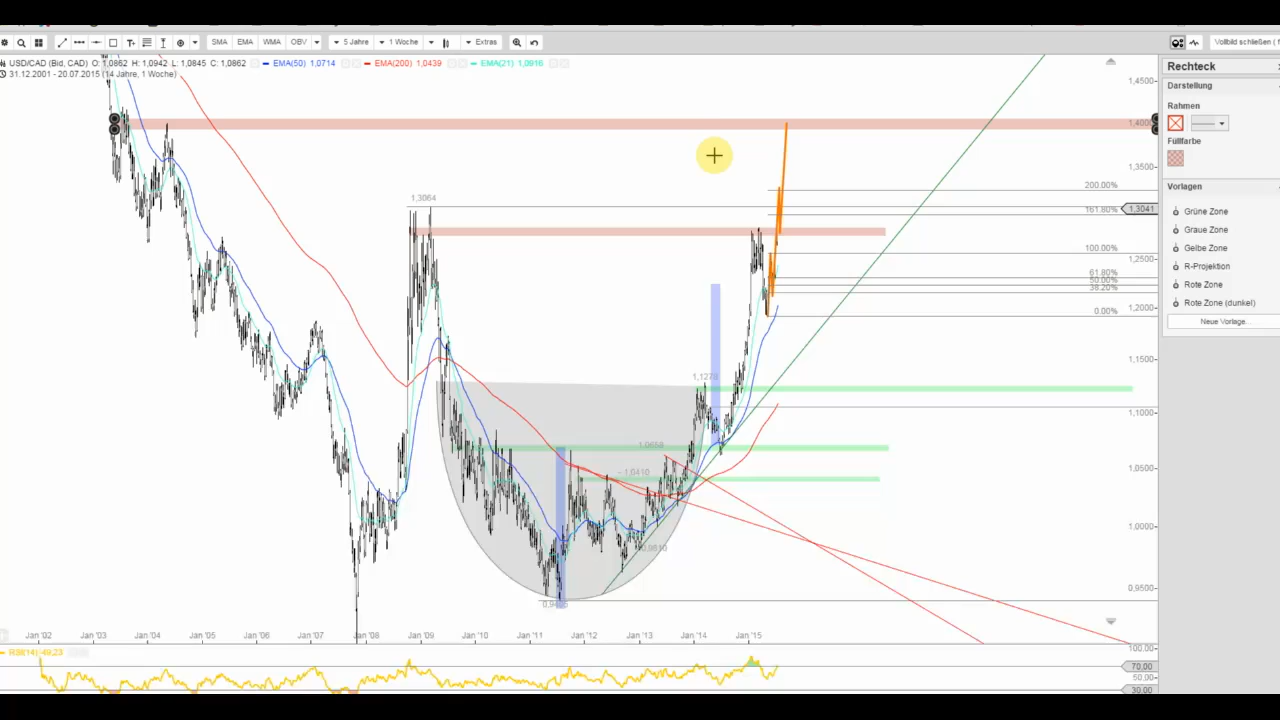 SMA EMA WMA OBV 5 Jahre 1 Woche Extras Vollbild schließen (
USD/CAD (Bid, CAD) O: 1,0862 H: 1,0942 L: 1,0845 C: 1,0862 EMA(50) 1,0714 EMA(200) 1,0439 EMA(21) 1,0916
31.12.2001 - 20.07.2015 (14 Jahre, 1 Woche)
Rechteck
Darstellung
Rahmen
Füllfarbe
Vorlagen
Grüne Zone
Graue Zone
Gelbe Zone
R-Projektion
Rote Zone
Rote Zone (dunkel)
Neue Vorlage...
1,4500
1,3500
200.00%
1,3064
161.80%
1,3041
100.00%
1,2500
61.80%
50.00%
38.20%
1,2000
0.00%
1,1500
1,1000
1,0410
1,0500
1,0000
0,9500
Jan '02 Jan '03 Jan '04 Jan '05 Jan '06 Jan '07 Jan '08 Jan '09 Jan '10 Jan '11 Jan '12 Jan '13 Jan '14 Jan '15
RSI(14) 49,23
100.00
70,00
50.00
30,00